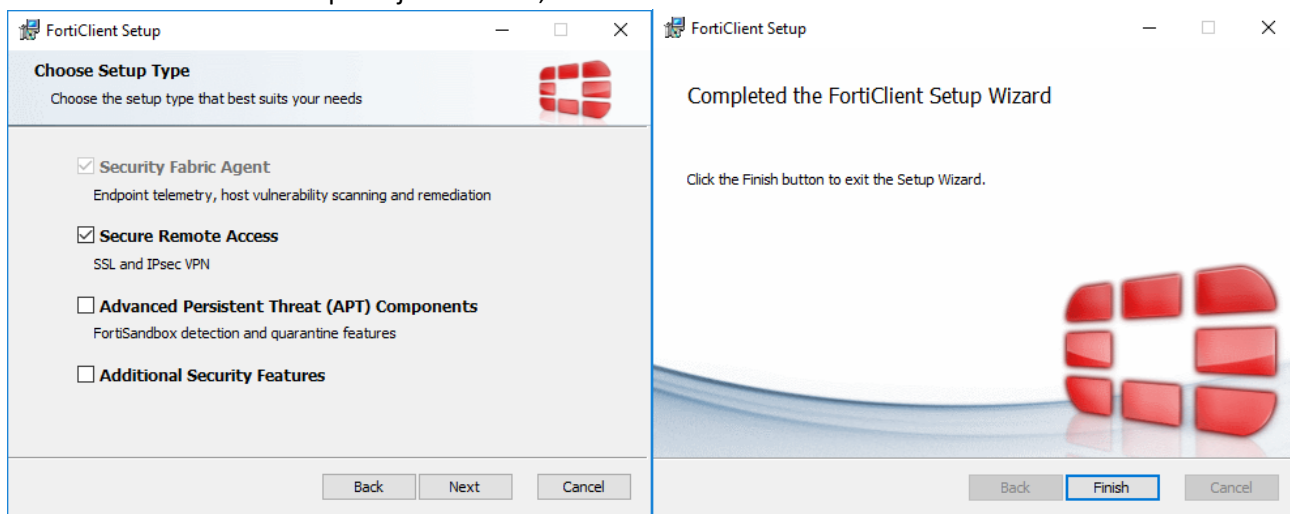 FortiClient Setup
Choose Setup Type
Choose the setup type that best suits your needs
Security Fabric Agent
Endpoint telemetry, host vulnerability scanning and remediation
Secure Remote Access
SSL and IPsec VPN
Advanced Persistent Threat (APT) Components
FortiSandbox detection and quarantine features
Additional Security Features
Back Next Cancel
FortiClient Setup
Completed the FortiClient Setup Wizard
Click the Finish button to exit the Setup Wizard.
Back Finish Cancel